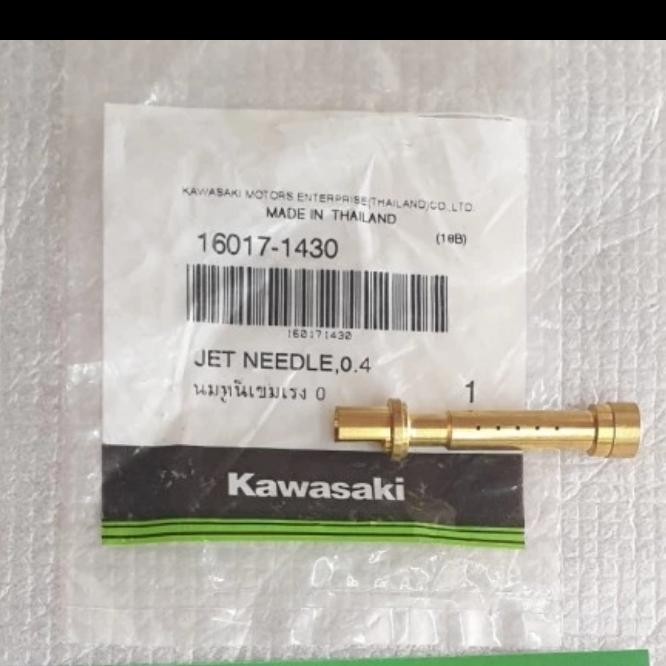 KAWASAKI MOTORS ENTERPRISE(THAILAND)CO.,LTD.
MADE IN THAILAND
16017-1430 (18B)
160171430
JET NEEDLE,0.4
นมหูนีเขมเรง 0 1
Kawasaki